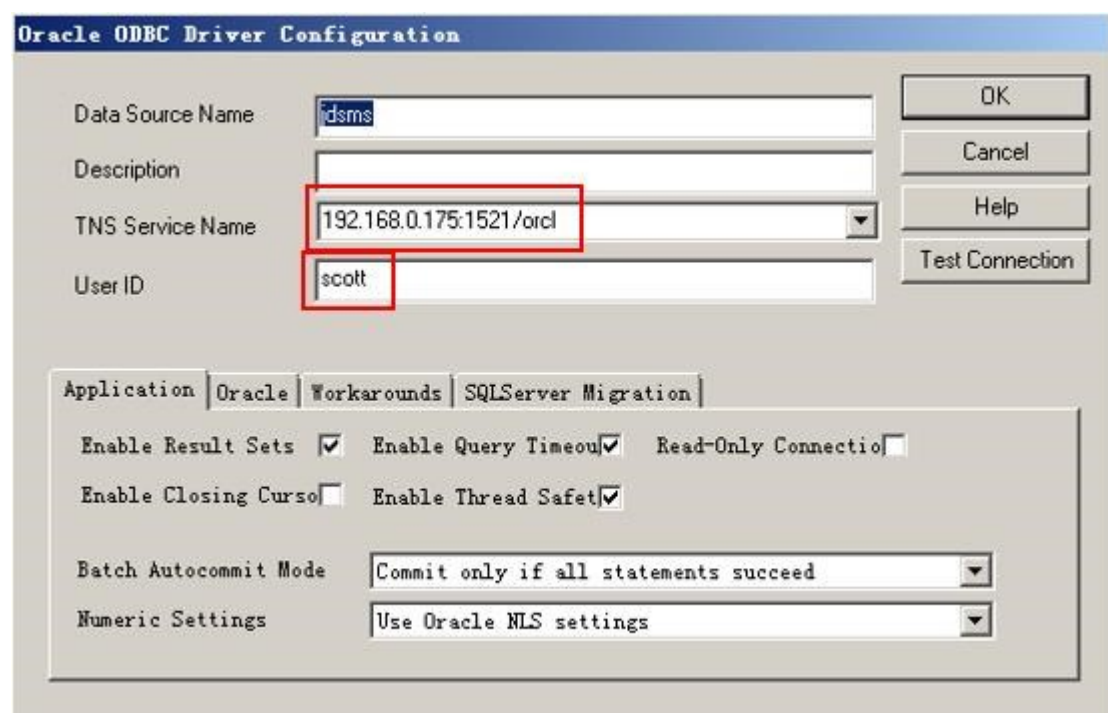 Oracle ODBC Driver Configuration
Data Source Name
jdsms
OK
Description
Cancel
TNS Service Name
192.168.0.175:1521/orcl
Help
User ID
scott
Test Connection
Application Oracle Workarounds SQLServer Migration
Enable Result Sets Enable Query Timeou Read-Only Connectio
Enable Closing Curso Enable Thread Safet
Batch Autocommit Mode Commit only if all statements succeed
Numeric Settings Use Oracle NLS settings